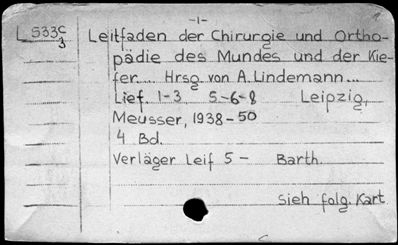 -1-
L 533c Leitfaden der Chirurgie und Ortho-
3 pädie des Mundes und der Kie-
fer.... Hrsg. von A. Lindemann...
Lief. 1-3 5-6-8 Leipzig,
Meusser, 1938-50
4 Bd.
Verläger Leif 5 - Barth.
Sieh folg. Kart.